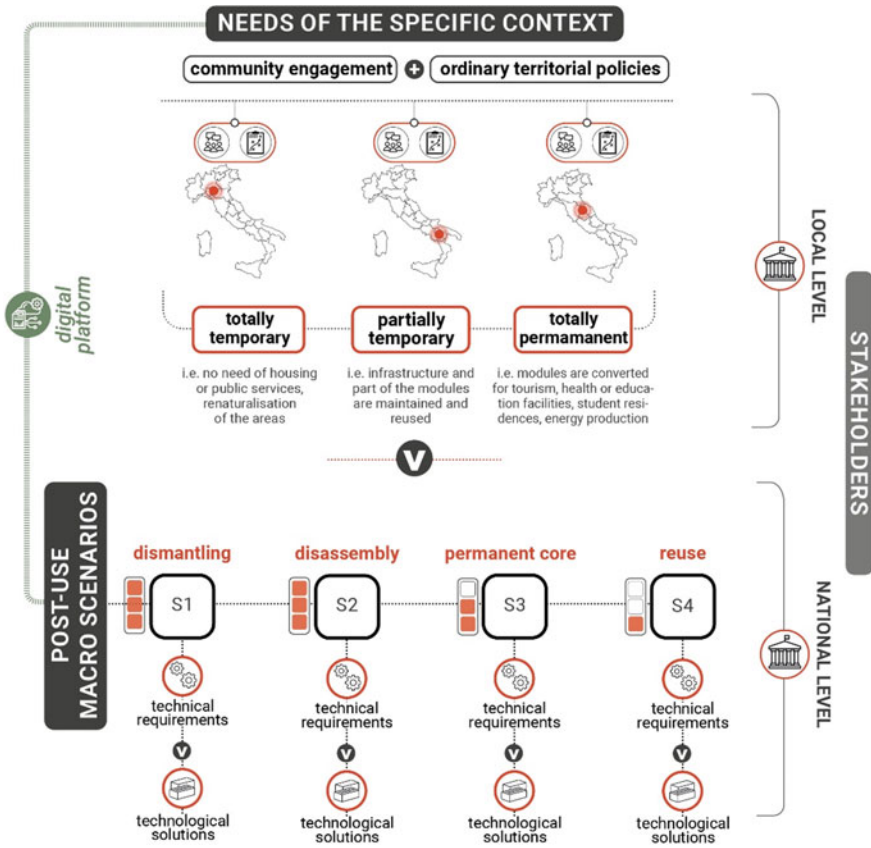 NEEDS OF THE SPECIFIC CONTEXT
community engagement + ordinary territorial policies
digital
platform
totally
temporary
i.e. no need of housing
or public services,
renaturalisation
of the areas
partially
temporary
i.e. infrastructure and
part of the modules
are maintained and
reused
totally
permamanent
i.e. modules are converted
for tourism, health or educa-
tion facilities, student resi-
dences, energy production
LOCAL LEVEL
STAKEHOLDERS
V
POST-USE
MACRO SCENARIOS
dismantling
S1
technical
requirements
V
technological
solutions
disassembly
S2
technical
requirements
V
technological
solutions
permanent core
S3
technical
requirements
V
technological
solutions
reuse
S4
technical
requirements
V
technological
solutions
NATIONAL LEVEL